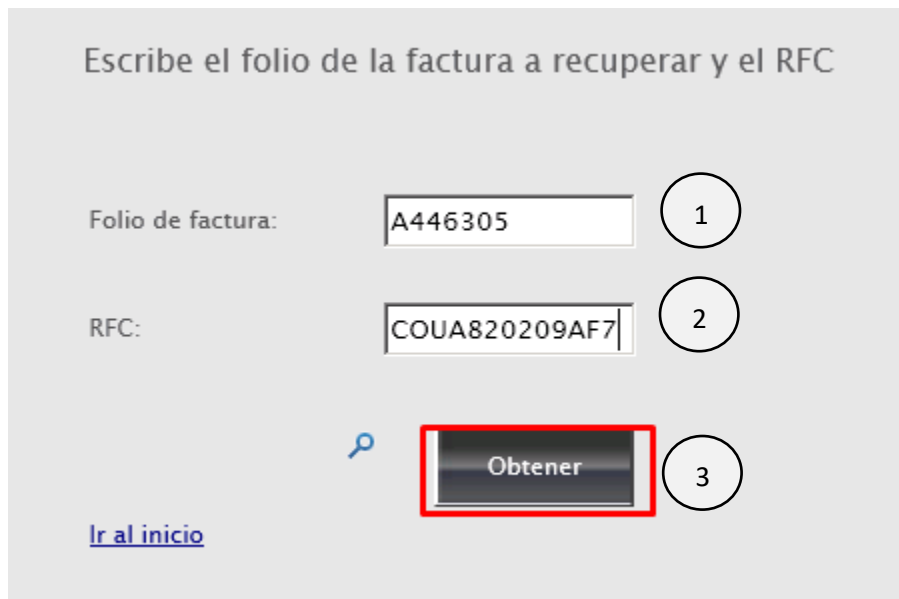 Escribe el folio de la factura a recuperar y el RFC
Folio de factura: A446305 1
RFC: COUA820209AF7 2
Obtener 3
Ir al inicio